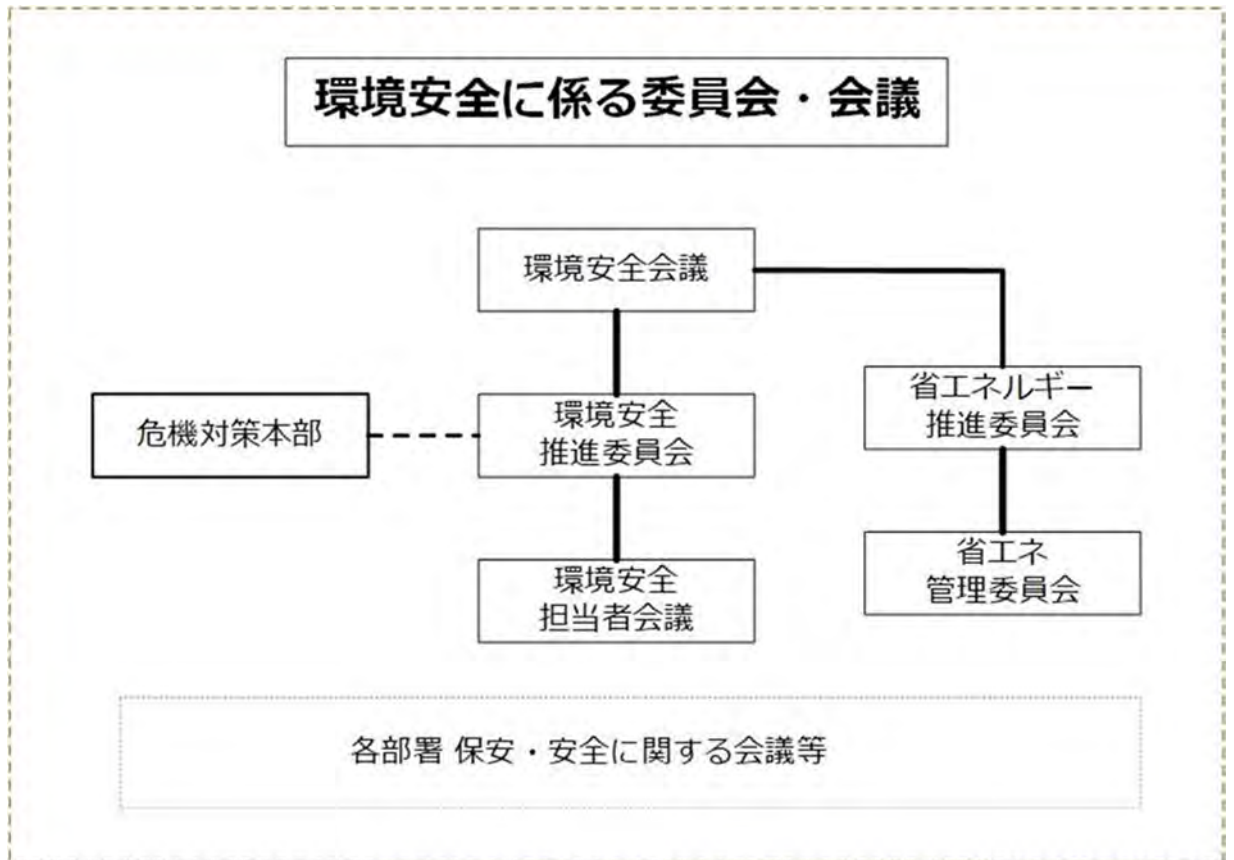 環境安全に係る委員会・会議
環境安全会議
省エネルギー
推進委員会
危機対策本部
環境安全
推進委員会
省エネ
管理委員会
環境安全
担当者会議
各部署 保安・安全に関する会議等